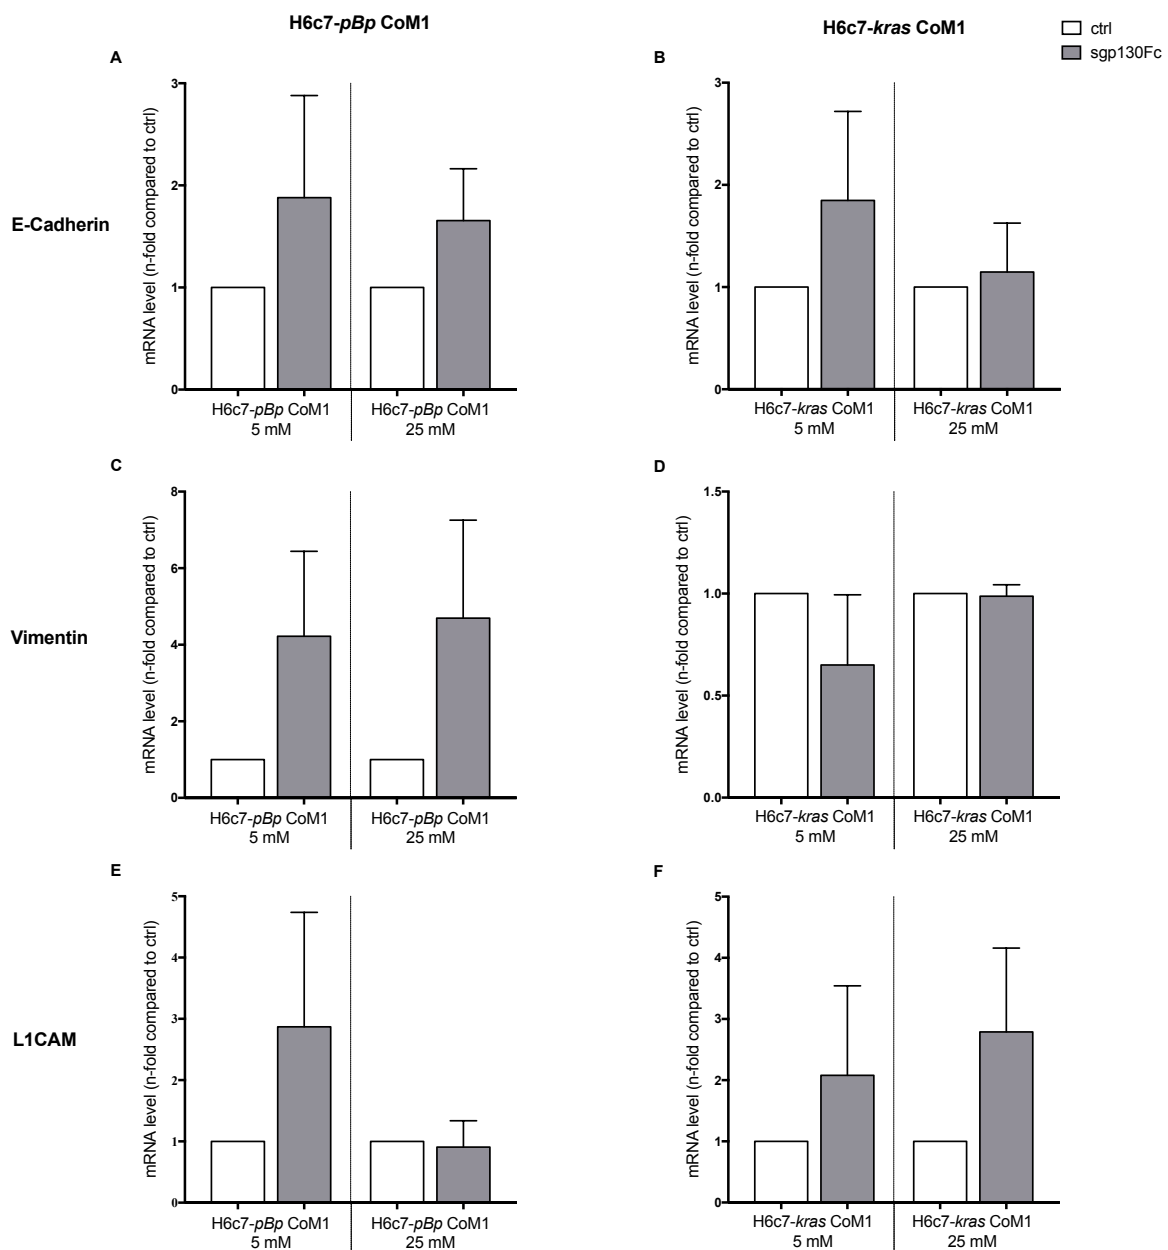 H6c7-pBp CoM1
H6c7-kras CoM1
ctrl
sgp130Fc
A
B
E-Cadherin
mRNA level (n-fold compared to ctrl)
3
2
1
0
H6c7-pBp CoM1
5 mM
H6c7-pBp CoM1
25 mM
mRNA level (n-fold compared to ctrl)
3
2
1
0
H6c7-kras CoM1
5 mM
H6c7-kras CoM1
25 mM
C
D
Vimentin
mRNA level (n-fold compared to ctrl)
8
6
4
2
0
H6c7-pBp CoM1
5 mM
H6c7-pBp CoM1
25 mM
mRNA level (n-fold compared to ctrl)
1.5
1.0
0.5
0.0
H6c7-kras CoM1
5 mM
H6c7-kras CoM1
25 mM
E
F
L1CAM
mRNA level (n-fold compared to ctrl)
5
4
3
2
1
0
H6c7-pBp CoM1
5 mM
H6c7-pBp CoM1
25 mM
mRNA level (n-fold compared to ctrl)
5
4
3
2
1
0
H6c7-kras CoM1
5 mM
H6c7-kras CoM1
25 mM